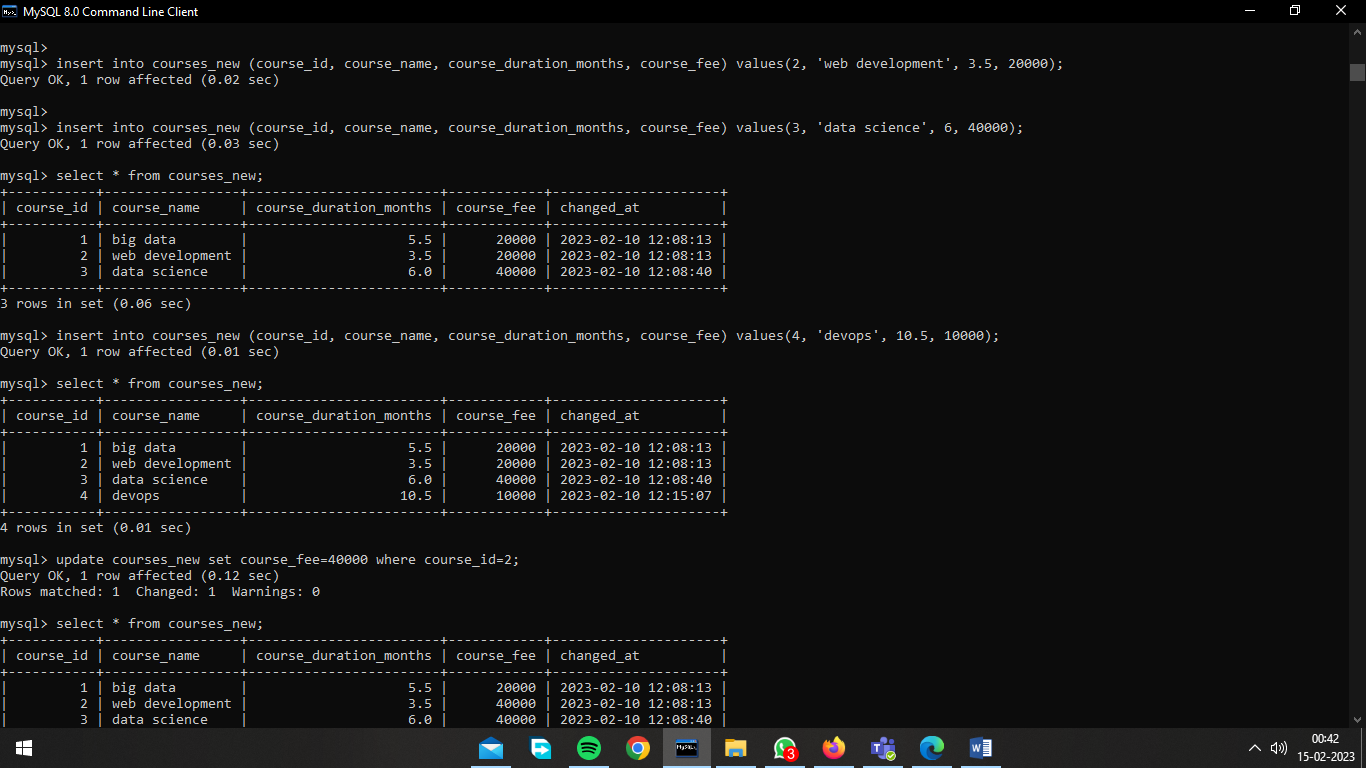 MySQL 8.0 Command Line Client
mysql>
mysql> insert into courses_new (course_id, course_name, course_duration_months, course_fee) values(2, 'web development', 3.5, 20000);
Query OK, 1 row affected (0.02 sec)
mysql>
mysql> insert into courses_new (course_id, course_name, course_duration_months, course_fee) values(3, 'data science', 6, 40000);
Query OK, 1 row affected (0.03 sec)
mysql> select * from courses_new;
+-----------+-----------------+------------------------+------------+---------------------+
| course_id | course_name     | course_duration_months | course_fee | changed_at          |
+-----------+-----------------+------------------------+------------+---------------------+
|         1 | big data        |                    5.5 |      20000 | 2023-02-10 12:08:13 |
|         2 | web development |                    3.5 |      20000 | 2023-02-10 12:08:13 |
|         3 | data science    |                    6.0 |      40000 | 2023-02-10 12:08:40 |
+-----------+-----------------+------------------------+------------+---------------------+
3 rows in set (0.06 sec)
mysql> insert into courses_new (course_id, course_name, course_duration_months, course_fee) values(4, 'devops', 10.5, 10000);
Query OK, 1 row affected (0.01 sec)
mysql> select * from courses_new;
+-----------+-----------------+------------------------+------------+---------------------+
| course_id | course_name     | course_duration_months | course_fee | changed_at          |
+-----------+-----------------+------------------------+------------+---------------------+
|         1 | big data        |                    5.5 |      20000 | 2023-02-10 12:08:13 |
|         2 | web development |                    3.5 |      20000 | 2023-02-10 12:08:13 |
|         3 | data science    |                    6.0 |      40000 | 2023-02-10 12:08:40 |
|         4 | devops          |                   10.5 |      10000 | 2023-02-10 12:15:07 |
+-----------+-----------------+------------------------+------------+---------------------+
4 rows in set (0.01 sec)
mysql> update courses_new set course_fee=40000 where course_id=2;
Query OK, 1 row affected (0.12 sec)
Rows matched: 1  Changed: 1  Warnings: 0
mysql> select * from courses_new;
+-----------+-----------------+------------------------+------------+---------------------+
| course_id | course_name     | course_duration_months | course_fee | changed_at          |
+-----------+-----------------+------------------------+------------+---------------------+
|         1 | big data        |                    5.5 |      20000 | 2023-02-10 12:08:13 |
|         2 | web development |                    3.5 |      40000 | 2023-02-10 12:08:13 |
|         3 | data science    |                    6.0 |      40000 | 2023-02-10 12:08:40 |
MySQL
3
00:42
15-02-2023